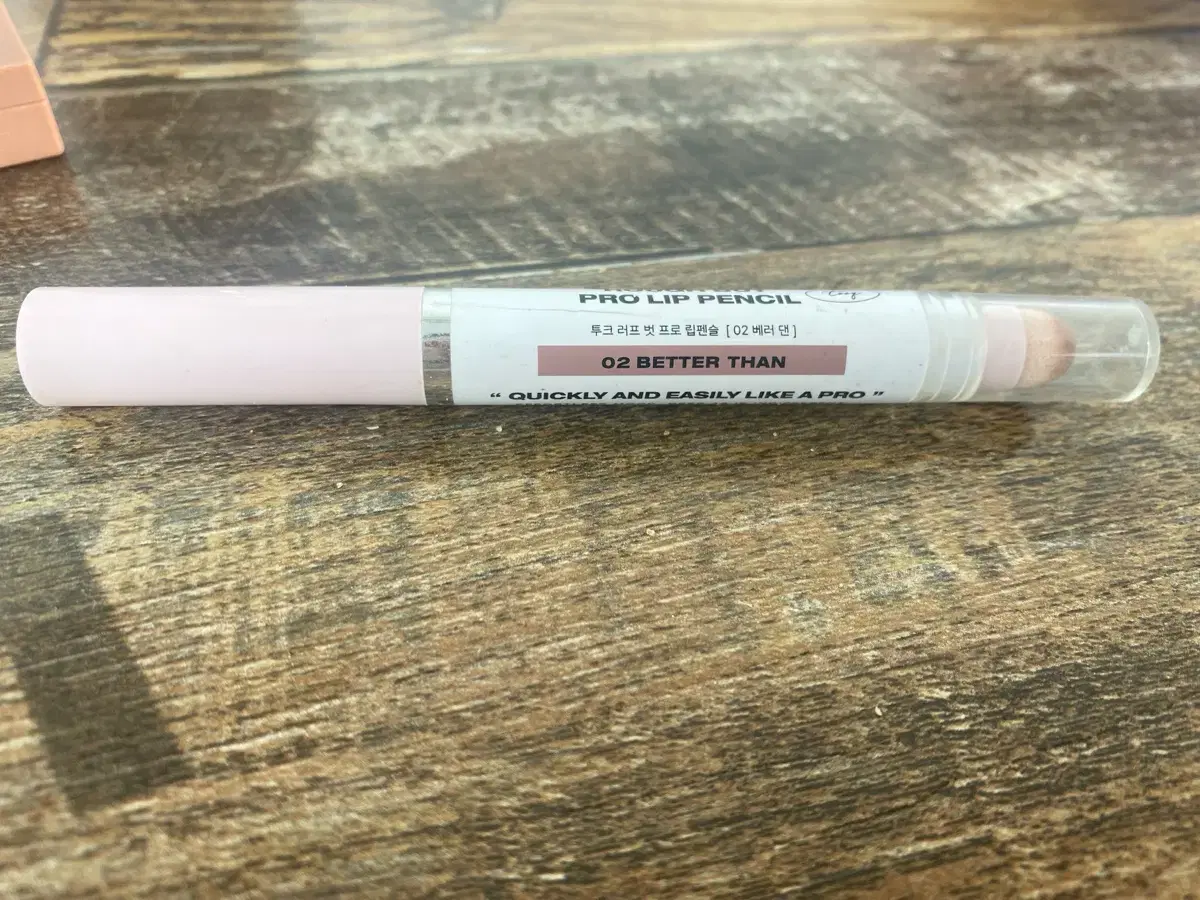 PRO LIP PENCIL
투크 러프 벗 프로 립펜슬 [ 02 베러 댄 ]
02 BETTER THAN
“ QUICKLY AND EASILY LIKE A PRO ”